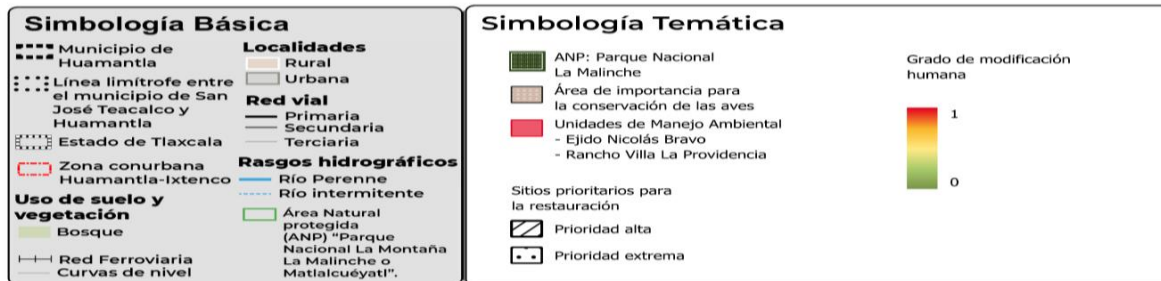 Simbología Básica
Municipio de
Huamantla
Línea limítrofe entre
el municipio de San
José Teacalco y
Huamantla
Estado de Tlaxcala
Zona conurbana
Huamantla-Ixtenco
Uso de suelo y
vegetación
Bosque
Red Ferroviaria
Curvas de nivel
Localidades
Rural
Urbana
Red vial
Primaria
Secundaria
Terciaria
Rasgos hidrográficos
Río Perenne
Río intermitente
Área Natural
protegida
(ANP) "Parque
Nacional La Montaña
La Malinche o
Matlalcuéyatl".
Simbología Temática
ANP: Parque Nacional
La Malinche
Área de importancia para
la conservación de las aves
Unidades de Manejo Ambiental
- Ejido Nicolás Bravo
- Rancho Villa La Providencia
Sitios prioritarios para
la restauración
Prioridad alta
Prioridad extrema
Grado de modificación
humana
1
0